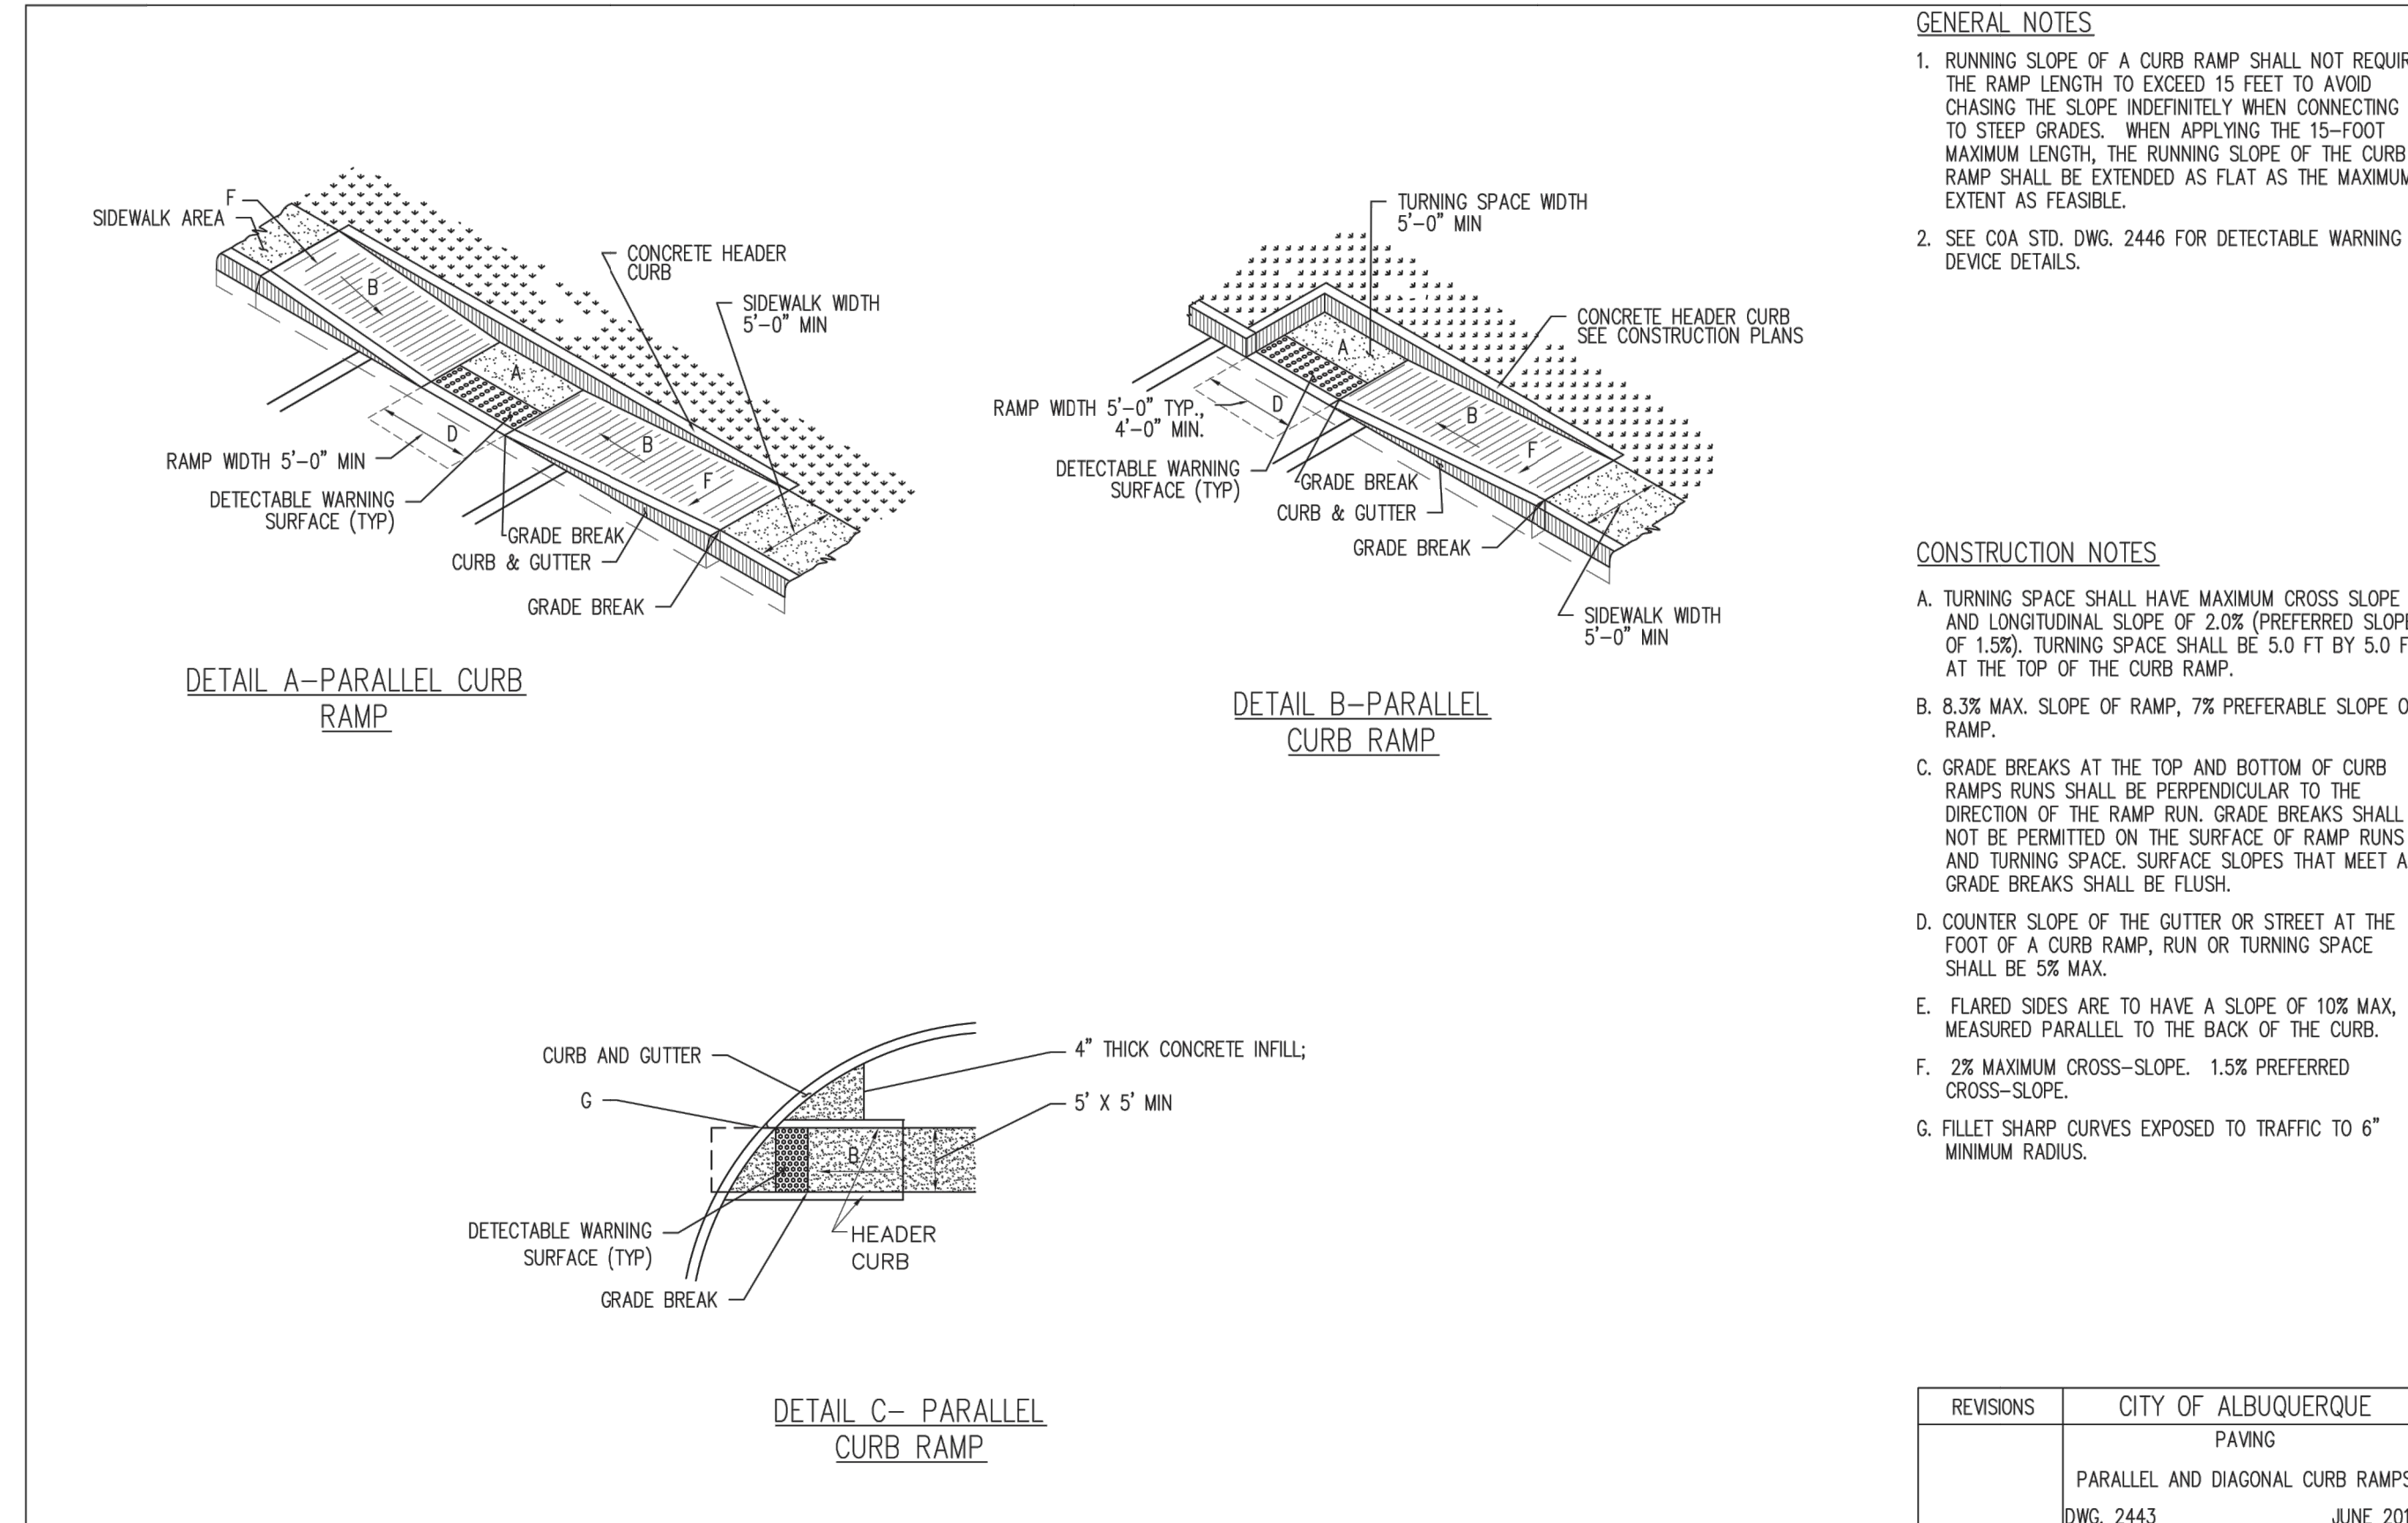 GENERAL NOTES
1. RUNNING SLOPE OF A CURB RAMP SHALL NOT REQUIR
THE RAMP LENGTH TO EXCEED 15 FEET TO AVOID
CHASING THE SLOPE INDEFINITELY WHEN CONNECTING
TO STEEP GRADES. WHEN APPLYING THE 15–FOOT
MAXIMUM LENGTH, THE RUNNING SLOPE OF THE CURB
RAMP SHALL BE EXTENDED AS FLAT AS THE MAXIMUM
EXTENT AS FEASIBLE.
2. SEE COA STD. DWG. 2446 FOR DETECTABLE WARNING
DEVICE DETAILS.
CONSTRUCTION NOTES
A. TURNING SPACE SHALL HAVE MAXIMUM CROSS SLOPE
AND LONGITUDINAL SLOPE OF 2.0% (PREFERRED SLOPE
OF 1.5%). TURNING SPACE SHALL BE 5.0 FT BY 5.0 F
AT THE TOP OF THE CURB RAMP.
B. 8.3% MAX. SLOPE OF RAMP, 7% PREFERABLE SLOPE O
RAMP.
C. GRADE BREAKS AT THE TOP AND BOTTOM OF CURB
RAMPS RUNS SHALL BE PERPENDICULAR TO THE
DIRECTION OF THE RAMP RUN. GRADE BREAKS SHALL
NOT BE PERMITTED ON THE SURFACE OF RAMP RUNS
AND TURNING SPACE. SURFACE SLOPES THAT MEET A
GRADE BREAKS SHALL BE FLUSH.
D. COUNTER SLOPE OF THE GUTTER OR STREET AT THE
FOOT OF A CURB RAMP, RUN OR TURNING SPACE
SHALL BE 5% MAX.
E. FLARED SIDES ARE TO HAVE A SLOPE OF 10% MAX,
MEASURED PARALLEL TO THE BACK OF THE CURB.
F. 2% MAXIMUM CROSS–SLOPE. 1.5% PREFERRED
CROSS–SLOPE.
G. FILLET SHARP CURVES EXPOSED TO TRAFFIC TO 6"
MINIMUM RADIUS.
F
SIDEWALK AREA
B
CONCRETE HEADER
CURB
SIDEWALK WIDTH
5'–0" MIN
A
D
B
F
RAMP WIDTH 5'–0" MIN
DETECTABLE WARNING
SURFACE (TYP)
GRADE BREAK
CURB & GUTTER
GRADE BREAK
DETAIL A–PARALLEL CURB
RAMP
TURNING SPACE WIDTH
5'–0" MIN
CONCRETE HEADER CURB
SEE CONSTRUCTION PLANS
A
RAMP WIDTH 5'–0" TYP.,
4'–0" MIN.
D
B
F
DETECTABLE WARNING
SURFACE (TYP)
GRADE BREAK
CURB & GUTTER
GRADE BREAK
SIDEWALK WIDTH
5'–0" MIN
DETAIL B–PARALLEL
CURB RAMP
CURB AND GUTTER
4" THICK CONCRETE INFILL;
G
5' X 5' MIN
B
DETECTABLE WARNING
SURFACE (TYP)
HEADER
CURB
GRADE BREAK
DETAIL C– PARALLEL
CURB RAMP
REVISIONS
CITY OF ALBUQUERQUE
PAVING
PARALLEL AND DIAGONAL CURB RAMPS
DWG. 2443
JUNE 201